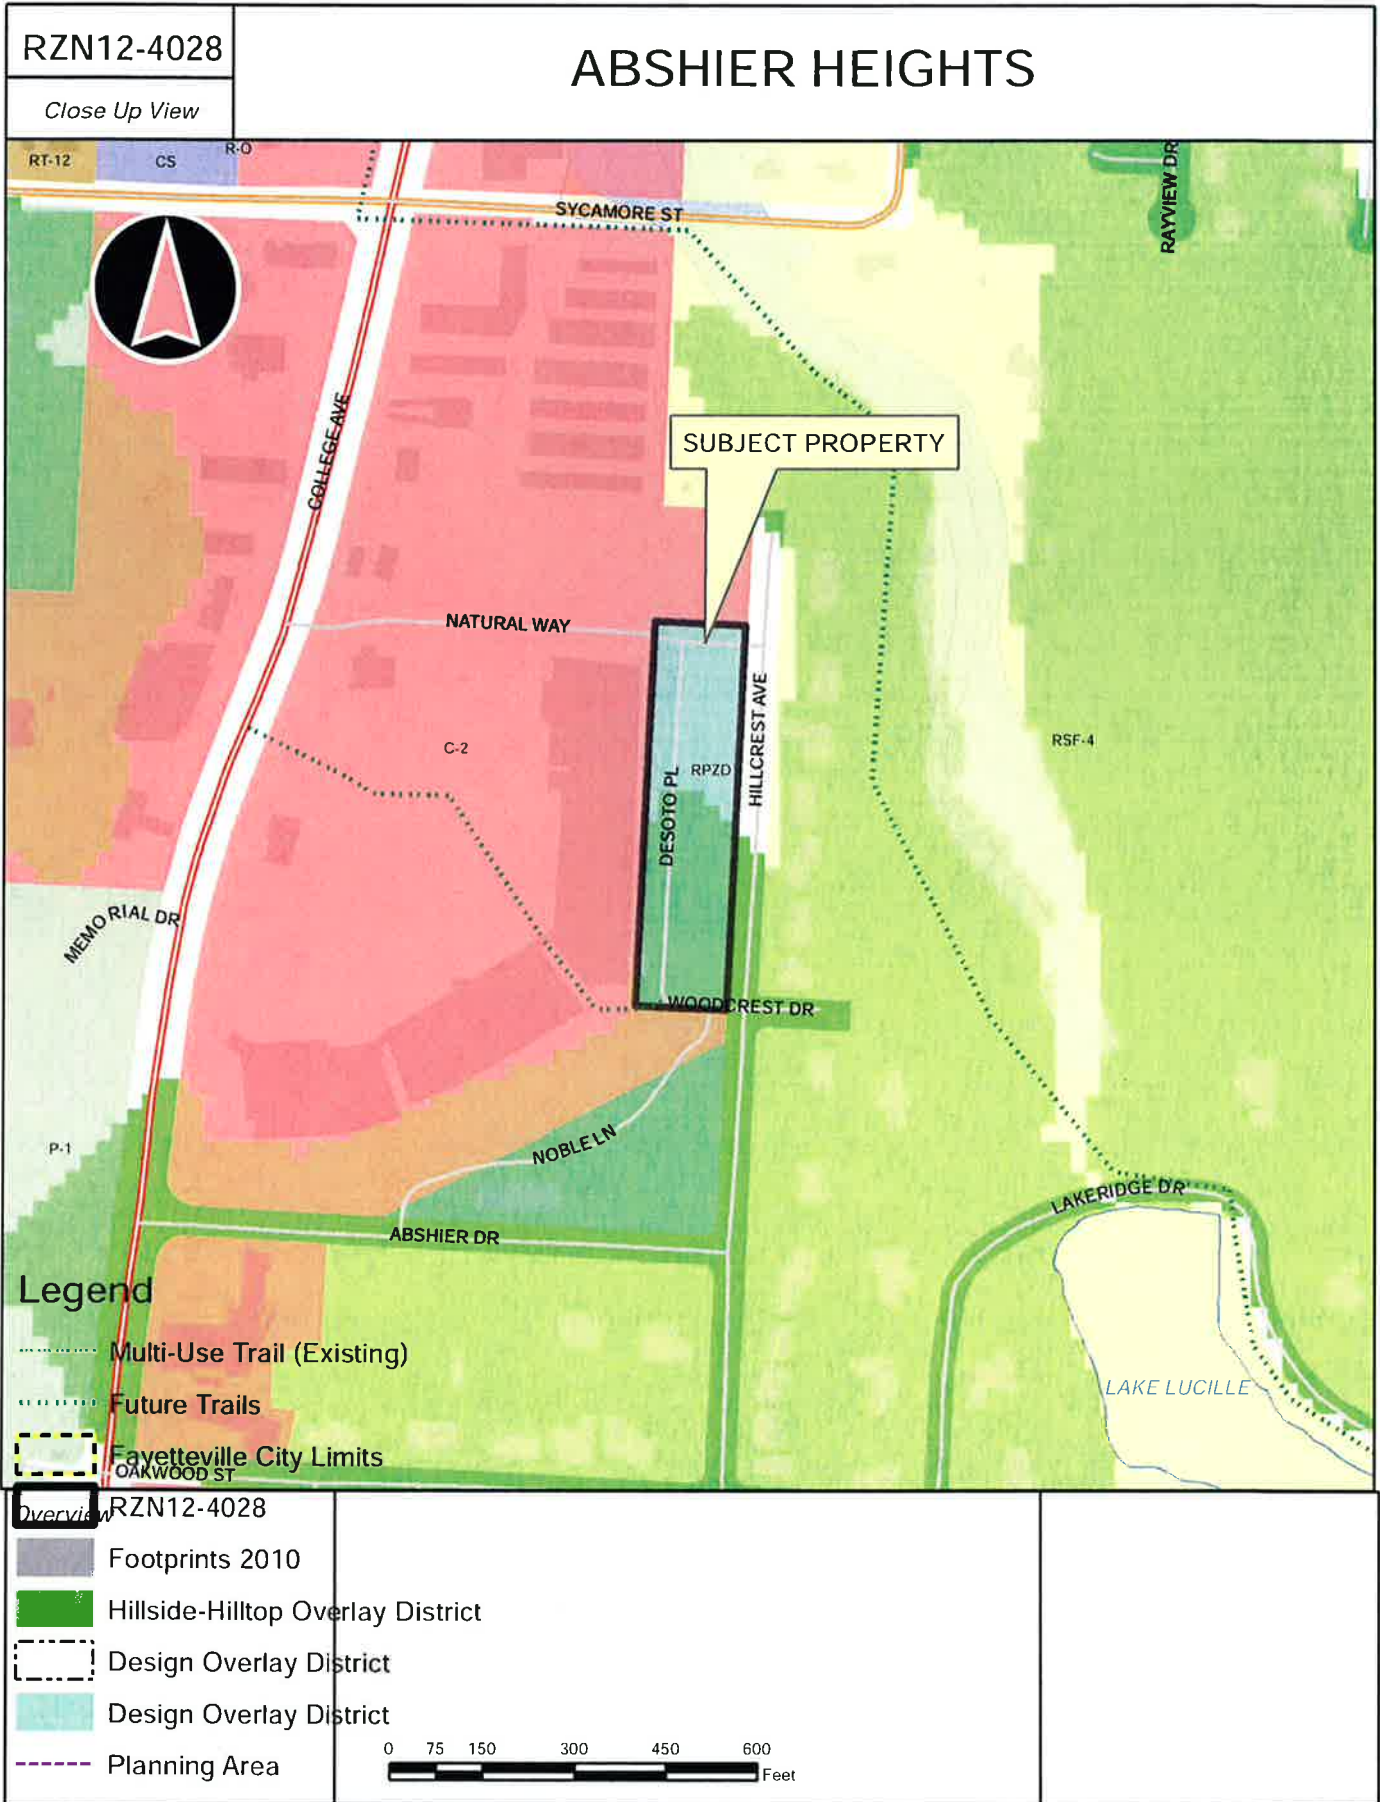 RZN12-4028
Close Up View
ABSHIER HEIGHTS
RT-12
CS
R-O
SYCAMORE ST
RAYVIEW DR
COLLEGE AVE
SUBJECT PROPERTY
NATURAL WAY
HILLCREST AVE
C-2
RPZD
RSF-4
DESOTO PL
MEMORIAL DR
WOODCREST DR
P-1
NOBLE LN
LAKERIDGE DR
ABSHIER DR
LAKE LUCILLE
Legend
Multi-Use Trail (Existing)
Future Trails
Fayetteville City Limits
OAKWOOD ST
Overview
RZN12-4028
Footprints 2010
Hillside-Hilltop Overlay District
Design Overlay District
Design Overlay District
Planning Area
0 75 150 300 450 600
Feet